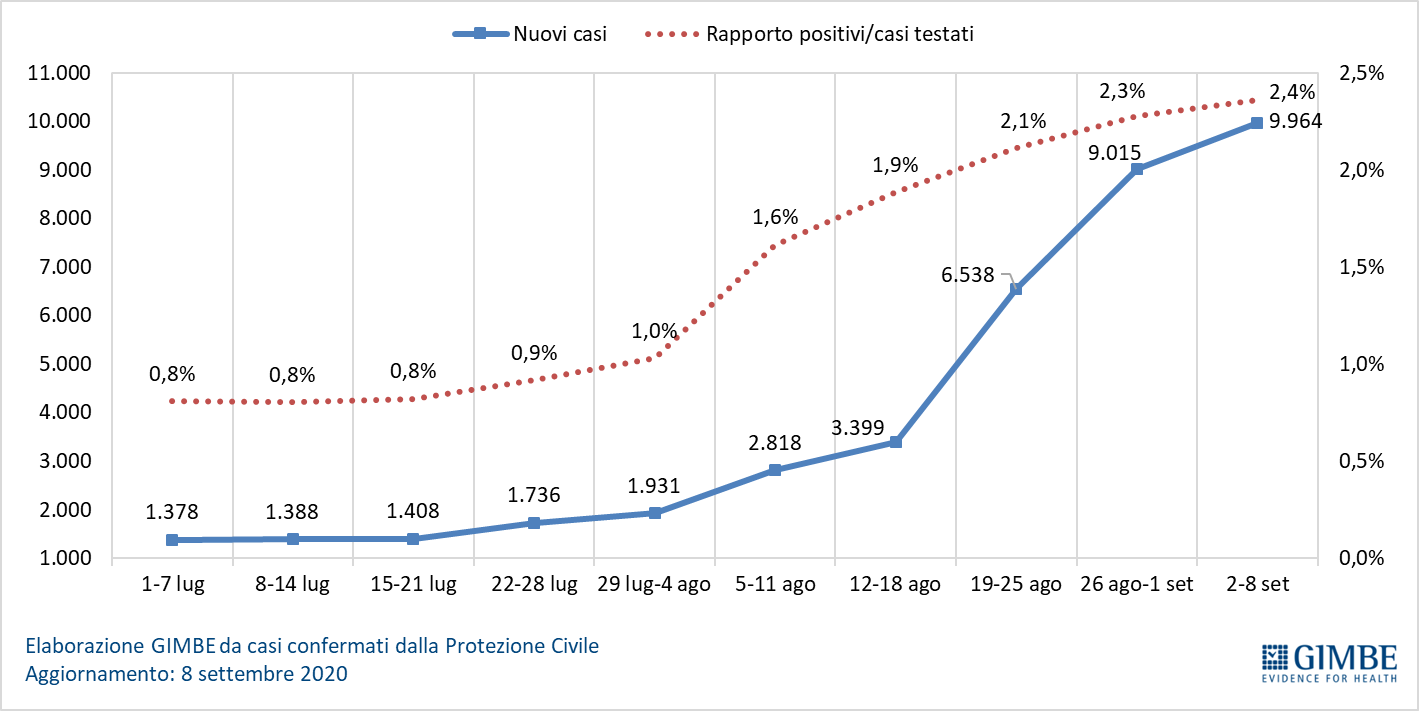 Nuovi casi Rapporto positivi/casi testati
11.000 2,5%
10.000
9.000 2,0%
8.000
7.000 1,5%
6.000
5.000 1,0%
4.000
3.000 0,5%
2.000
1.000 0,0%
0,8% 0,8% 0,8% 0,9% 1,0% 1,6% 1,9% 2,1% 2,3% 2,4%
1.378 1.388 1.408 1.736 1.931 2.818 3.399 6.538 9.015 9.964
1-7 lug 8-14 lug 15-21 lug 22-28 lug 29 lug-4 ago 5-11 ago 12-18 ago 19-25 ago 26 ago-1 set 2-8 set
Elaborazione GIMBE da casi confermati dalla Protezione Civile
Aggiornamento: 8 settembre 2020
GIMBE
EVIDENCE FOR HEALTH